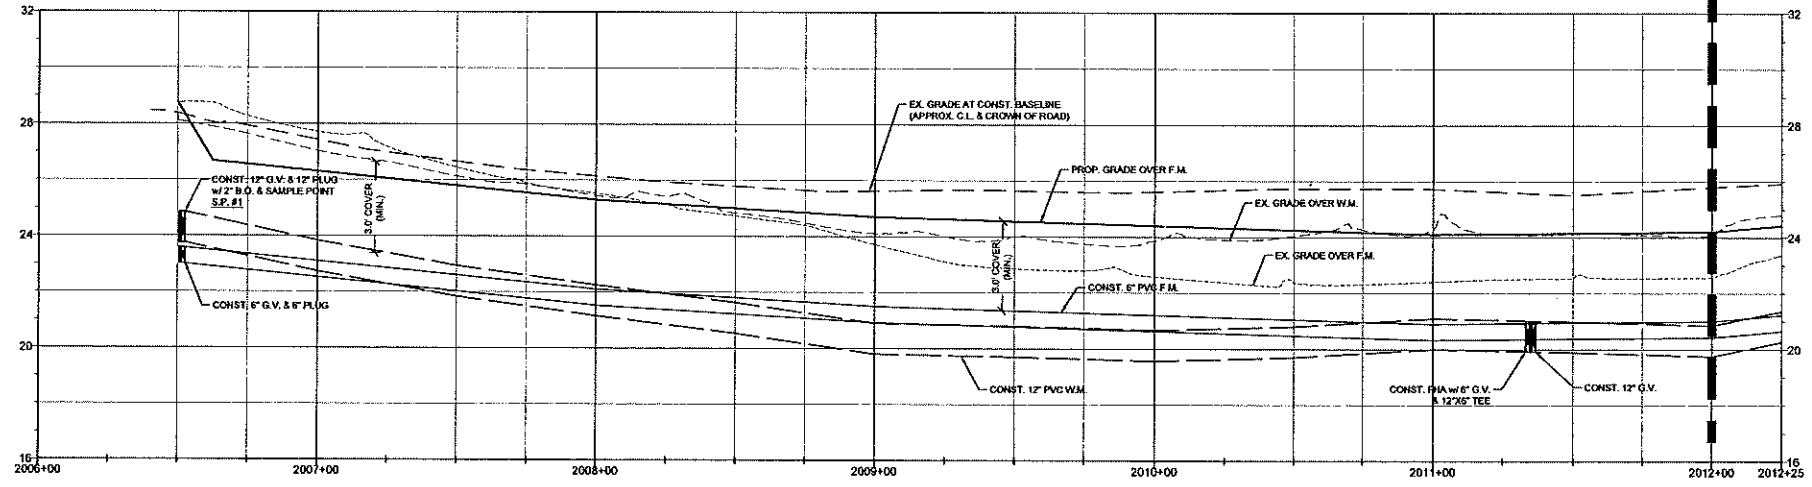 32
32
28
28
24
24
20
20
16
16
EX. GRADE AT CONST. BASELINE
(APPROX. C.L. & CROWN OF ROAD)
PROP. GRADE OVER F.M.
EX. GRADE OVER W.M.
EX. GRADE OVER F.M.
CONST. 12" G.V. & 12" PLUG
w/ 2" B.O. & SAMPLE POINT
S.P. #1
3.0' COVER
(MIN.)
3.0' COVER
(MIN.)
CONST. 6" PVC F.M.
CONST. 6" G.V. & 6" PLUG
CONST. 12" PVC W.M.
CONST. FHA w/ 6" G.V.
& 12"X6" TEE
CONST. 12" G.V.
2006+00
2007+00
2008+00
2009+00
2010+00
2011+00
2012+00
2012+25